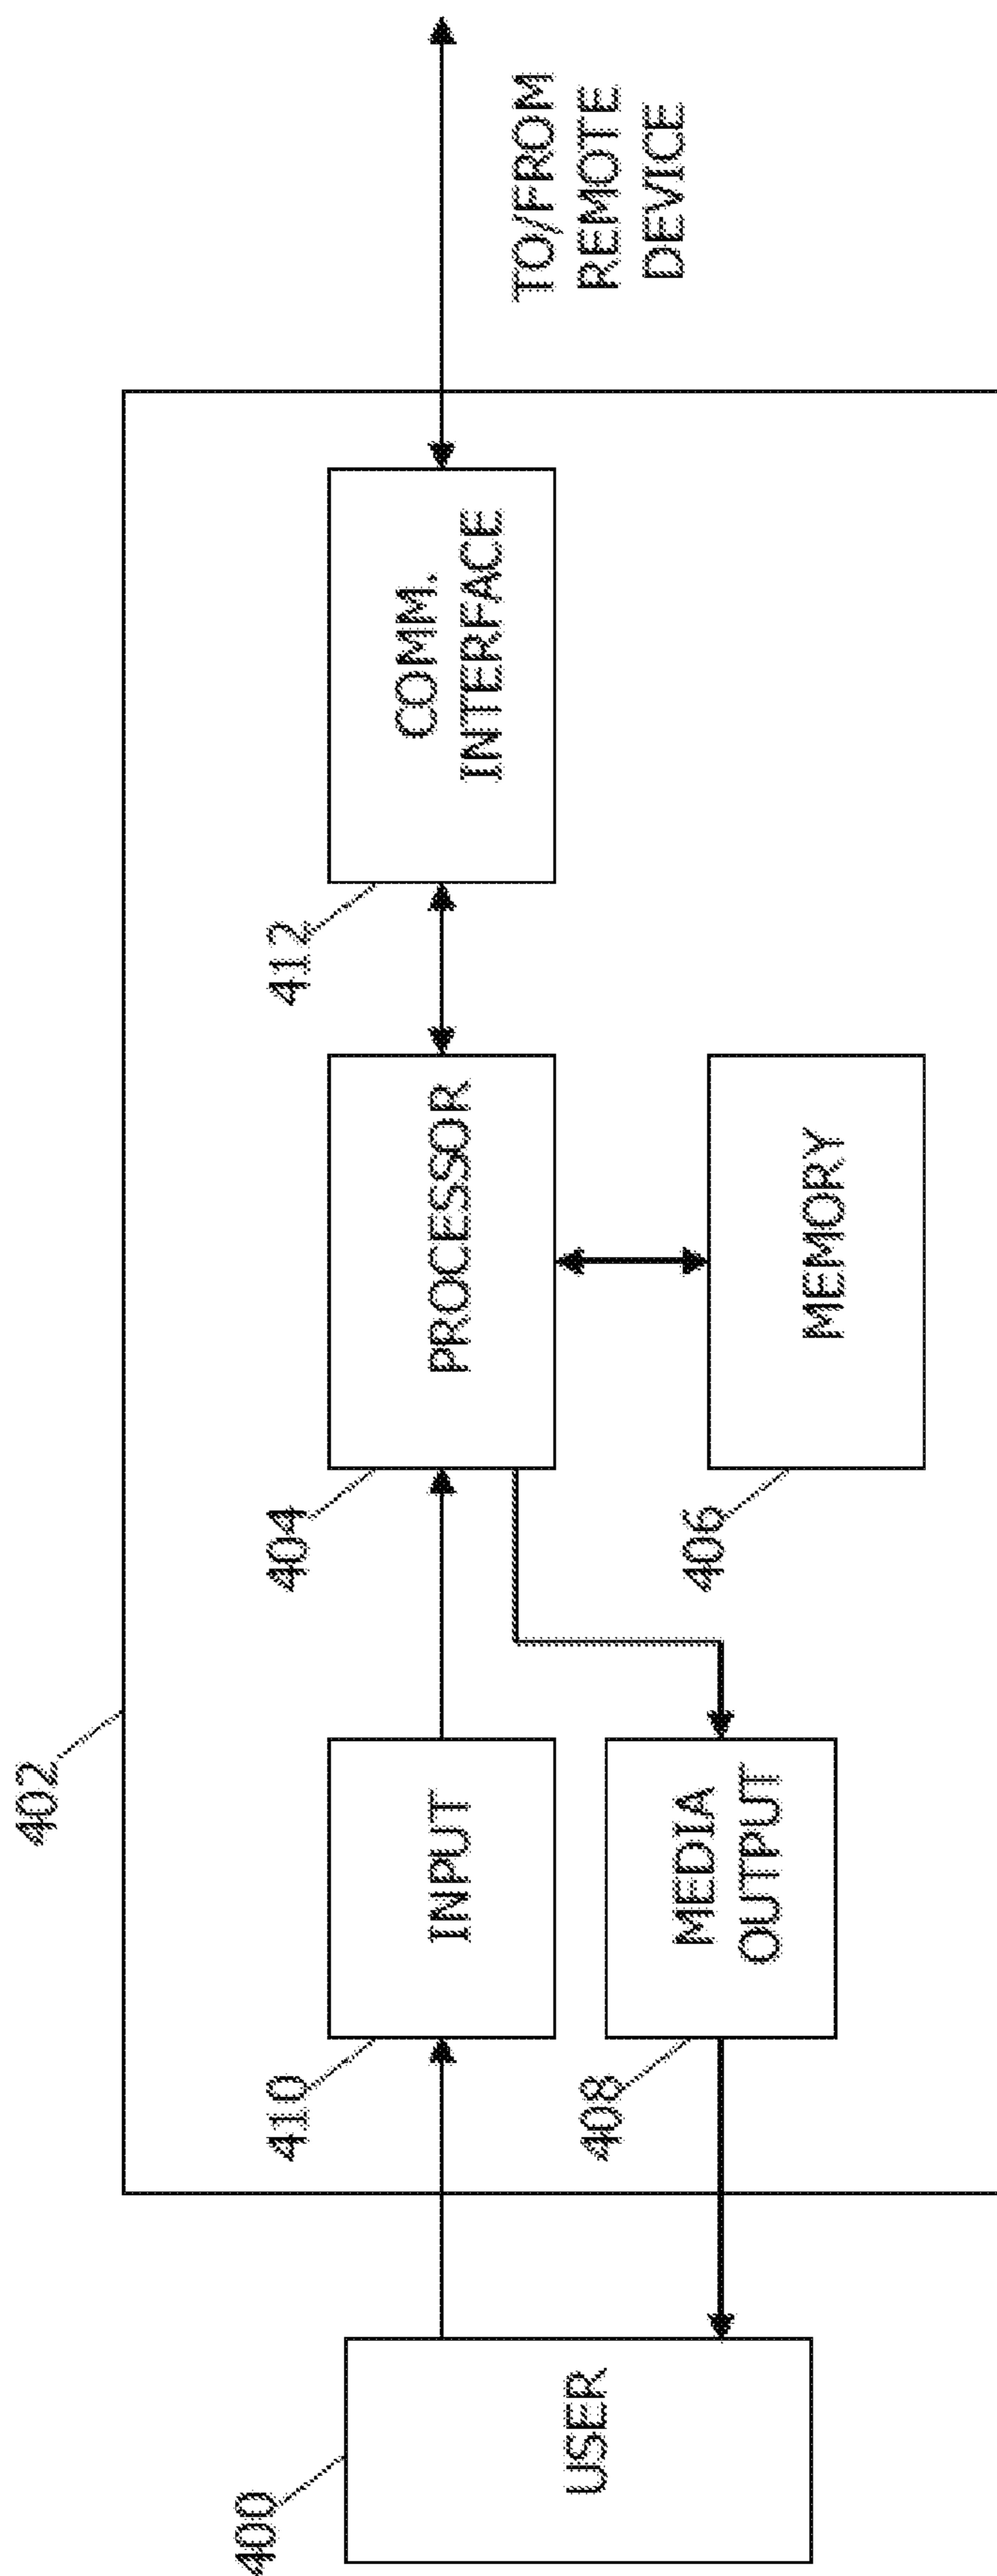 402
400
USER
410
INPUT
408
MEDIA
OUTPUT
404
PROCESSOR
406
MEMORY
412
COMM.
INTERFACE
TO/FROM
REMOTE
DEVICE